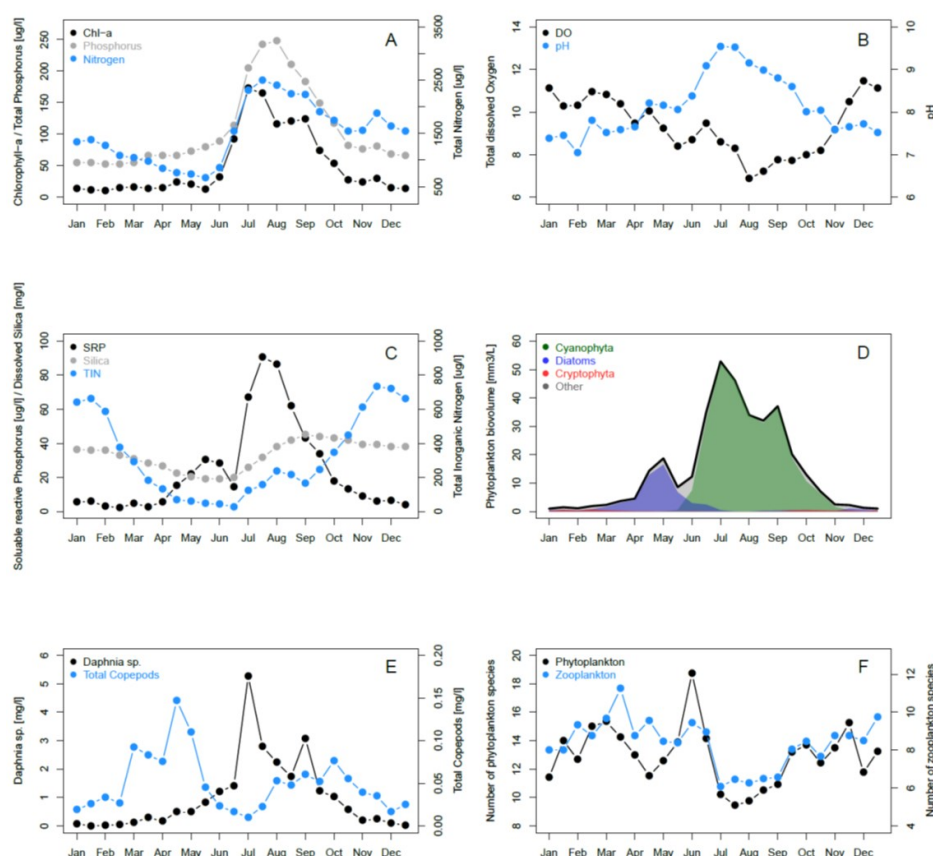 A
Chl-a
Phosphorus
Nitrogen
Chlorophyll-a / Total Phosphorus [ug/l]
0 50 100 150 200 250
Total Nitrogen [ug/l]
500 1500 2500 3500
Jan Feb Mar Apr May Jun Jul Aug Sep Oct Nov Dec
B
DO
pH
Total dissolved Oxygen
6 8 10 12 14
pH
6 7 8 9 10
Jan Feb Mar Apr May Jun Jul Aug Sep Oct Nov Dec
C
SRP
Silica
TIN
Soluable reactive Phosphorus [ug/l] / Dissolved Silica [mg/l]
0 20 40 60 80 100
Total Inorganic Nitrogen [ug/l]
0 200 400 600 800 1000
Jan Feb Mar Apr May Jun Jul Aug Sep Oct Nov Dec
D
Cyanophyta
Diatoms
Cryptophyta
Other
Phytoplankton biovolume [mm3/L]
0 10 20 30 40 50 60
Jan Feb Mar Apr May Jun Jul Aug Sep Oct Nov Dec
E
Daphnia sp.
Total Copepods
Daphnia sp. [mg/l]
0 1 2 3 4 5 6
Total Copepods [mg/l]
0.00 0.05 0.10 0.15 0.20
Jan Feb Mar Apr May Jun Jul Aug Sep Oct Nov Dec
F
Phytoplankton
Zooplankton
Number of phytoplankton species
8 10 12 14 16 18 20
Number of zooplankton species
4 6 8 10 12
Jan Feb Mar Apr May Jun Jul Aug Sep Oct Nov Dec